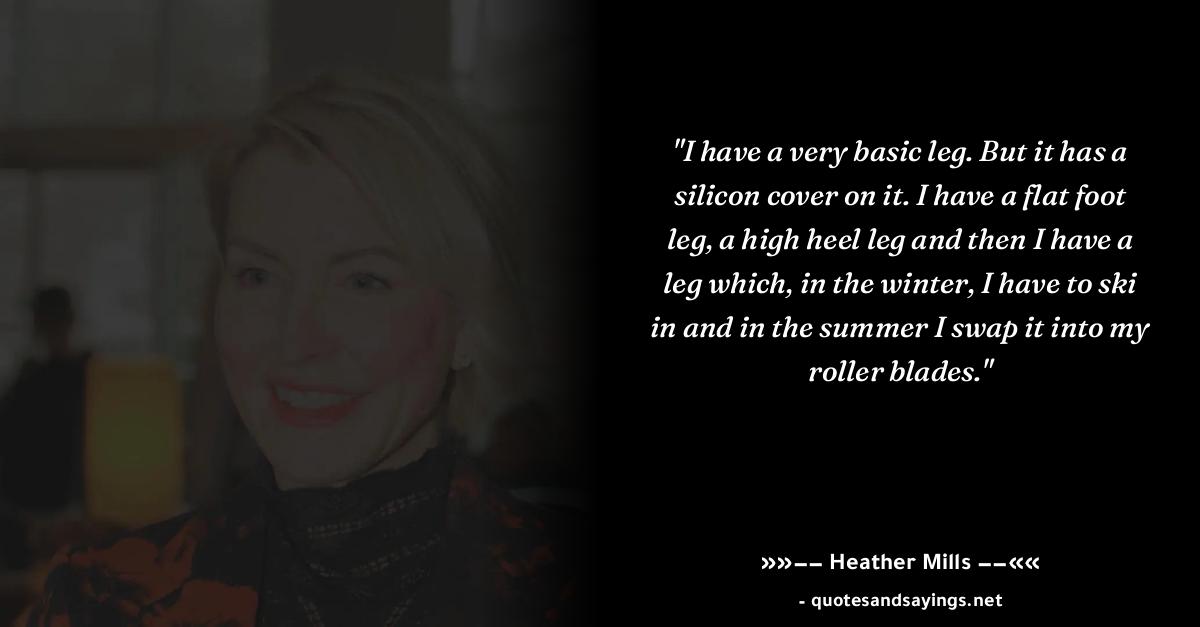 "I have a very basic leg. But it has a
silicon cover on it. I have a flat foot
leg, a high heel leg and then I have a
leg which, in the winter, I have to ski
in and in the summer I swap it into my
roller blades."
»»-- Heather Mills --««
- quotesandsayings.net